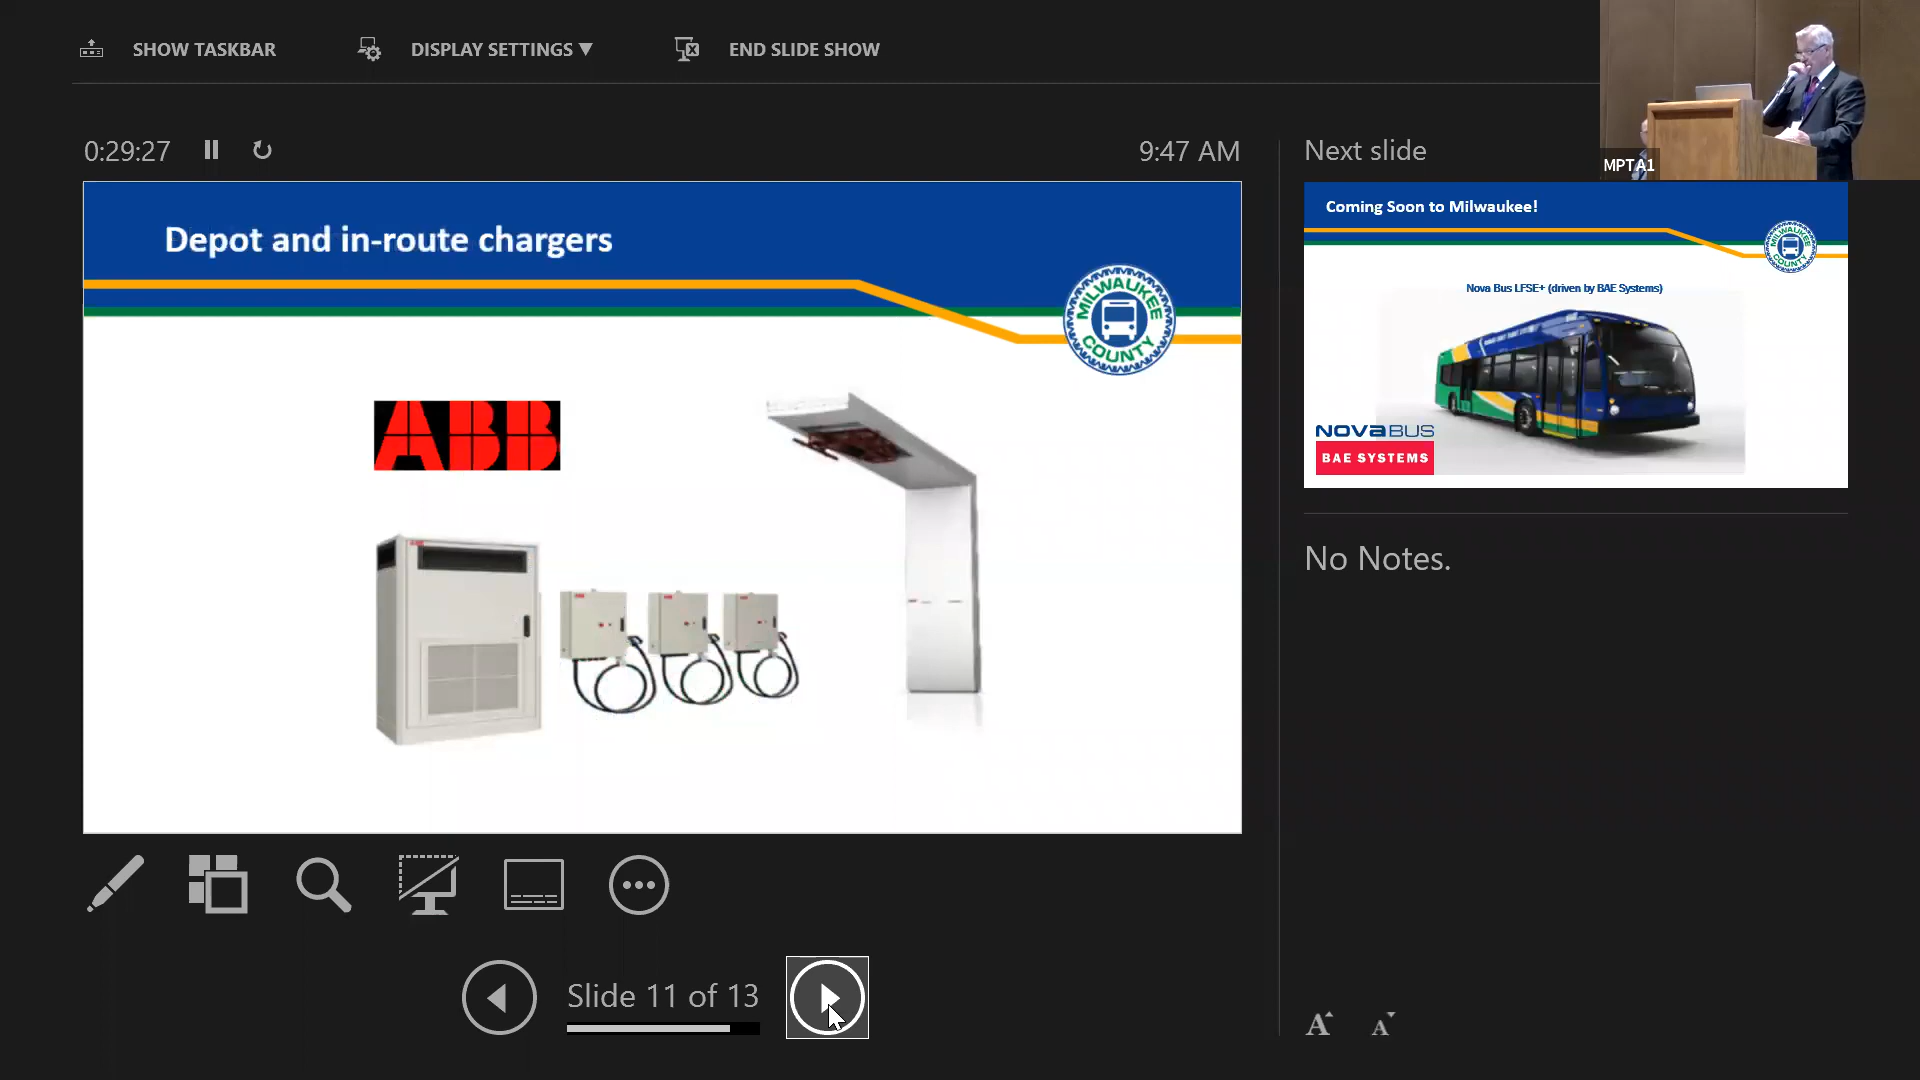 SHOW TASKBAR
DISPLAY SETTINGS ▼
END SLIDE SHOW
MPTA1
0:29:27
9:47 AM
Next slide
Depot and in-route chargers
MILWAUKEE
COUNTY
ABB
Coming Soon to Milwaukee!
MILWAUKEE
COUNTY
Nova Bus LFSE+ (driven by BAE Systems)
NOVABUS
BAE SYSTEMS
No Notes.
Slide 11 of 13
A A